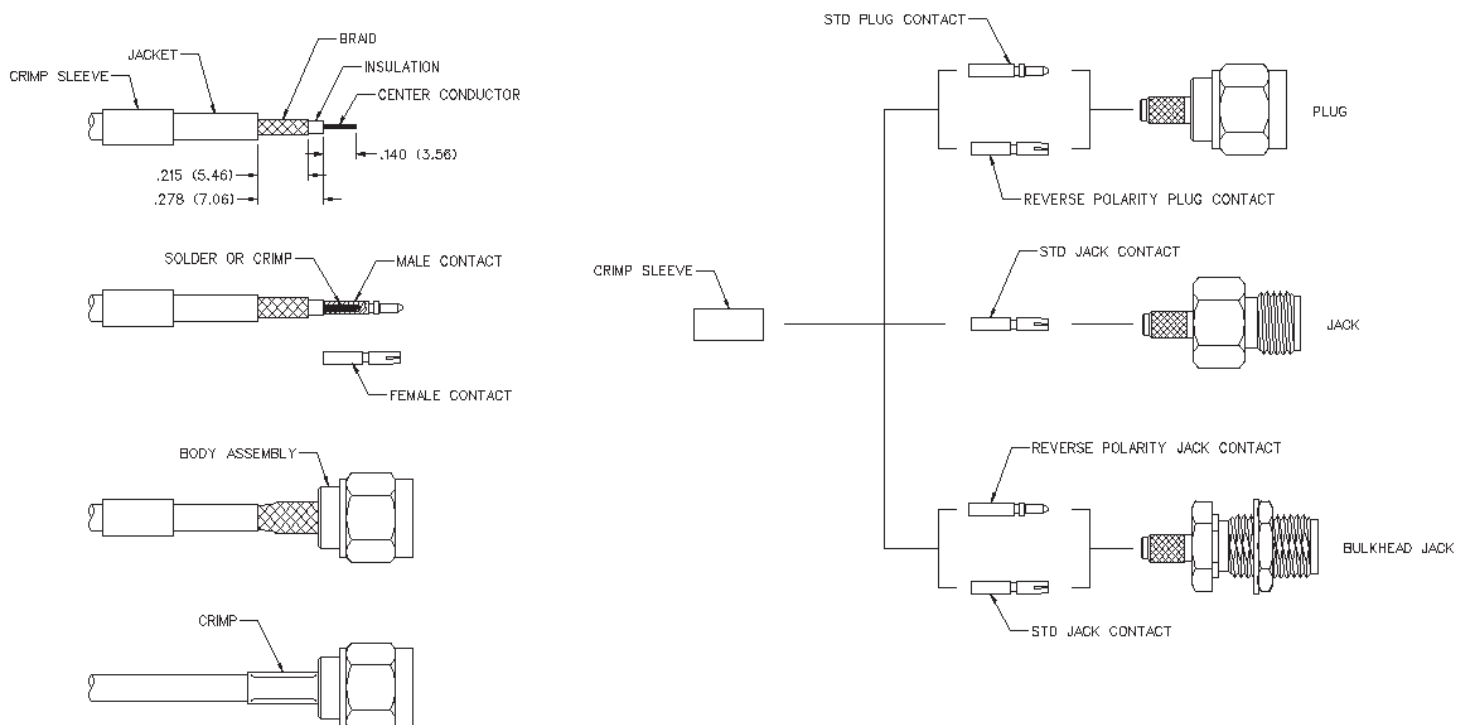 BRAID
JACKET
INSULATION
CRIMP SLEEVE
CENTER CONDUCTOR
.140 (3.56)
.215 (5.46)
.278 (7.06)
SOLDER OR CRIMP
MALE CONTACT
FEMALE CONTACT
BODY ASSEMBLY
CRIMP
STD PLUG CONTACT
PLUG
REVERSE POLARITY PLUG CONTACT
STD JACK CONTACT
CRIMP SLEEVE
JACK
REVERSE POLARITY JACK CONTACT
BULKHEAD JACK
STD JACK CONTACT